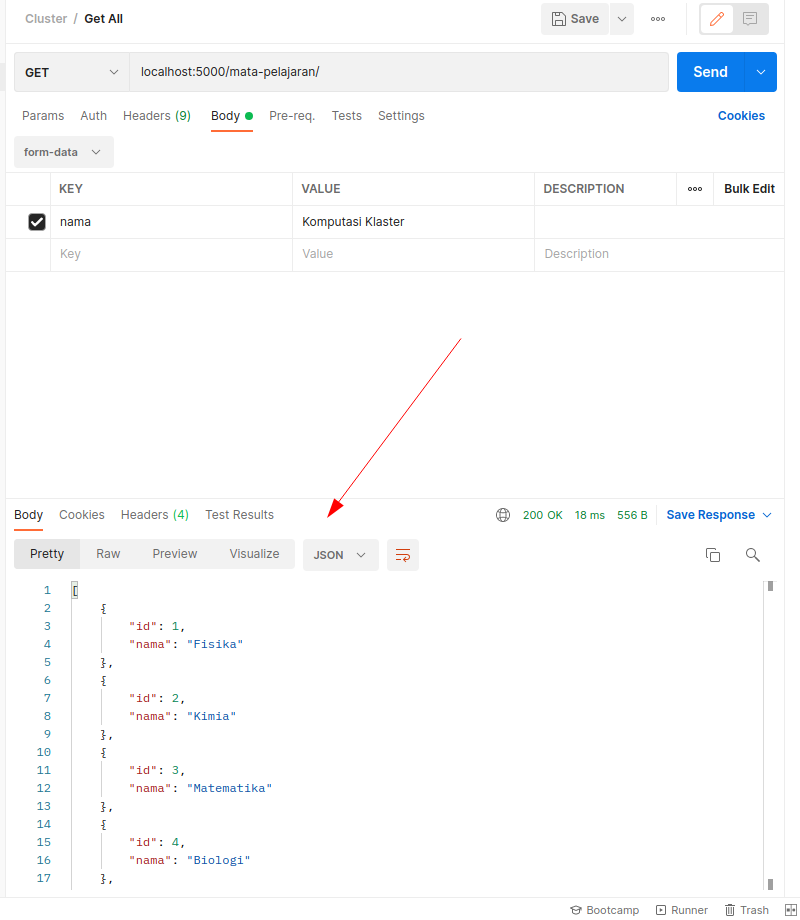 Cluster / Get All Save
GET localhost:5000/mata-pelajaran/ Send
Params Auth Headers (9) Body Pre-req. Tests Settings Cookies
form-data
KEY VALUE DESCRIPTION Bulk Edit
nama Komputasi Klaster
Key Value Description
Body Cookies Headers (4) Test Results 200 OK 18 ms 556 B Save Response
Pretty Raw Preview Visualize JSON
1 [
2 {
3 "id": 1,
4 "nama": "Fisika"
5 },
6 {
7 "id": 2,
8 "nama": "Kimia"
9 },
10 {
11 "id": 3,
12 "nama": "Matematika"
13 },
14 {
15 "id": 4,
16 "nama": "Biologi"
17 },
Bootcamp Runner Trash